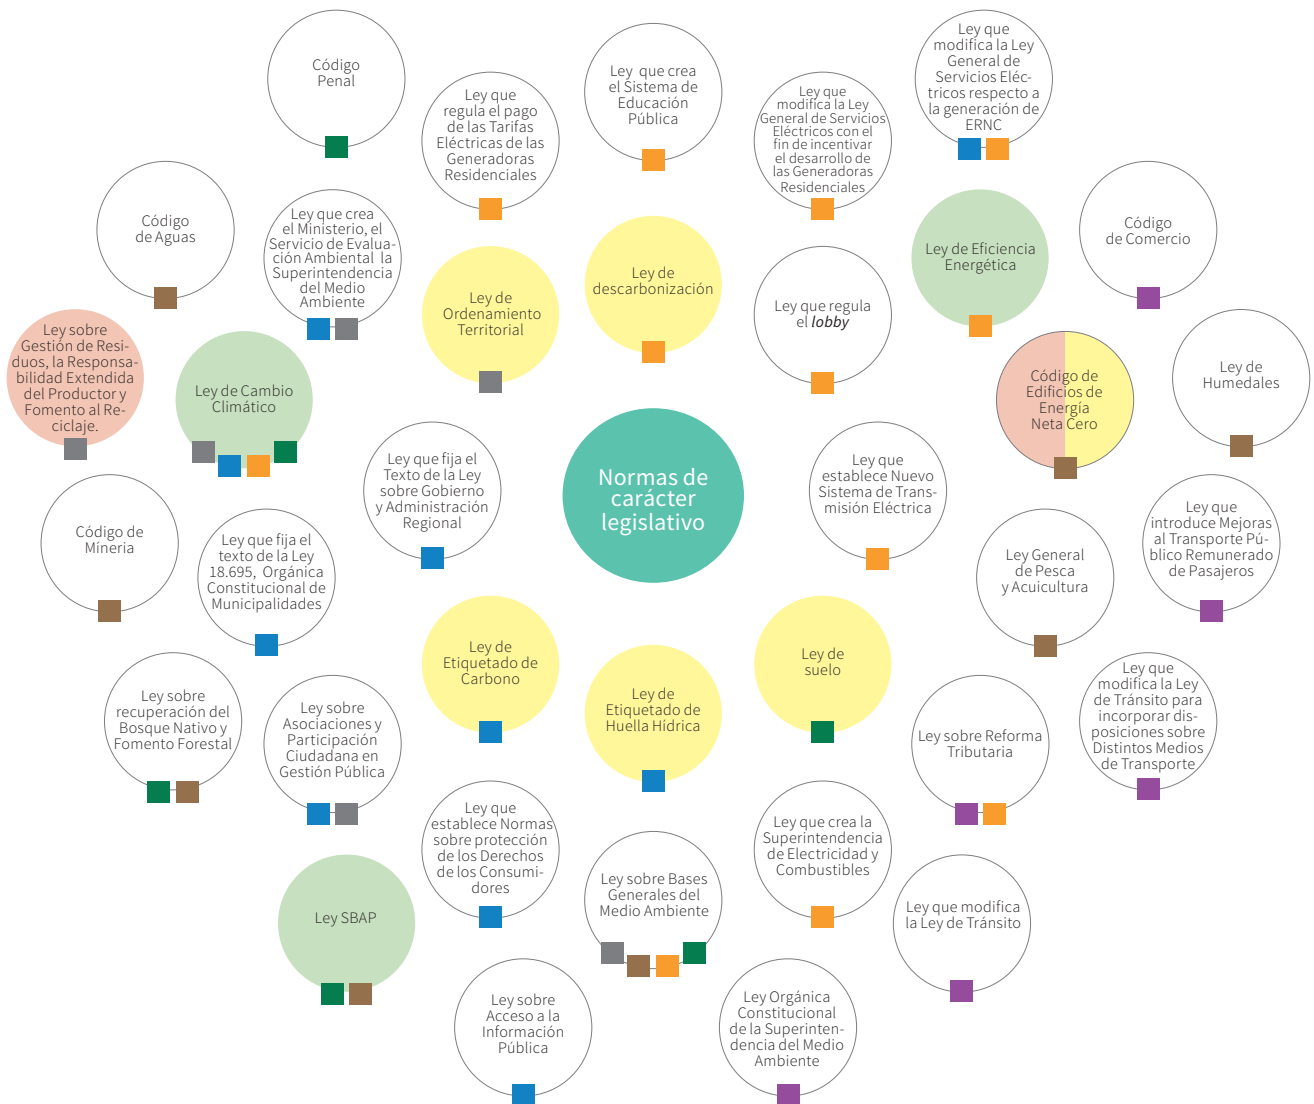 Código
Penal
Ley que
regula el pago
de las Tarifas
Eléctricas de las
Generadoras
Residenciales
Ley que crea
el Sistema de
Educación
Pública
Ley que
modifica la Ley
General de Servicios
Eléctricos con el
fin de incentivar
el desarrollo de
las Generadoras
Residenciales
Ley que
modifica la Ley
General de
Servicios Eléc-
tricos respecto a
la generación de
ERNC
Código
de Aguas
Ley que crea
el Ministerio, el
Servicio de Evalua-
ción Ambiental la
Superintendencia
del Medio
Ambiente
Ley de
Ordenamiento
Territorial
Ley de
descarbonización
Ley que regula
el lobby
Ley de Eficiencia
Energética
Código
de Comercio
Ley sobre
Gestión de Resi-
duos, la Responsa-
bilidad Extendida
del Productor y
Fomento al Re-
ciclaje.
Ley de Cambio
Climático
Código de
Edificios de
Energía
Neta Cero
Ley de
Humedales
Ley que fija el
Texto de la Ley
sobre Gobierno
y Administración
Regional
Normas de
carácter
legislativo
Ley que
establece Nuevo
Sistema de Trans-
misión Eléctrica
Código de
Míneria
Ley que fija el
texto de la Ley
18.695, Orgánica
Constitucional de
Municipalidades
Ley General
de Pesca
y Acuicultura
Ley que
introduce Mejoras
al Transporte Pú-
blico Remunerado
de Pasajeros
Ley de
Etiquetado de
Carbono
Ley de
Etiquetado de
Huella Hídrica
Ley de
suelo
Ley sobre
recuperación del
Bosque Nativo y
Fomento Forestal
Ley sobre
Asociaciones y
Participación
Ciudadana en
Gestión Pública
Ley sobre Reforma
Tributaria
Ley que
modifica la Ley
de Tránsito para
incorporar dis-
posiciones sobre
Distintos Medios
de Transporte
Ley que
establece Normas
sobre protección
de los Derechos
de los Consumi-
dores
Ley sobre Bases
Generales del
Medio Ambiente
Ley que crea la
Superintendencia
de Electricidad y
Combustibles
Ley SBAP
Ley que modifica
la Ley de Tránsito
Ley sobre
Acceso a la
Información
Pública
Ley Orgánica
Constitucional
de la Superinten-
dencia del Medio
Ambiente